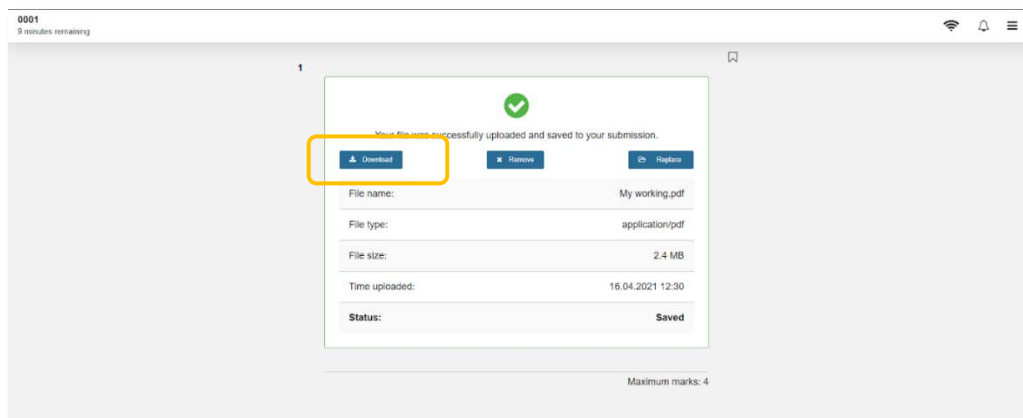 0001
9 minutes remaining
1
Your file was successfully uploaded and saved to your submission.
Download Remove Replace
File name: My working.pdf
File type: application/pdf
File size: 2.4 MB
Time uploaded: 16.04.2021 12:30
Status: Saved
Maximum marks: 4